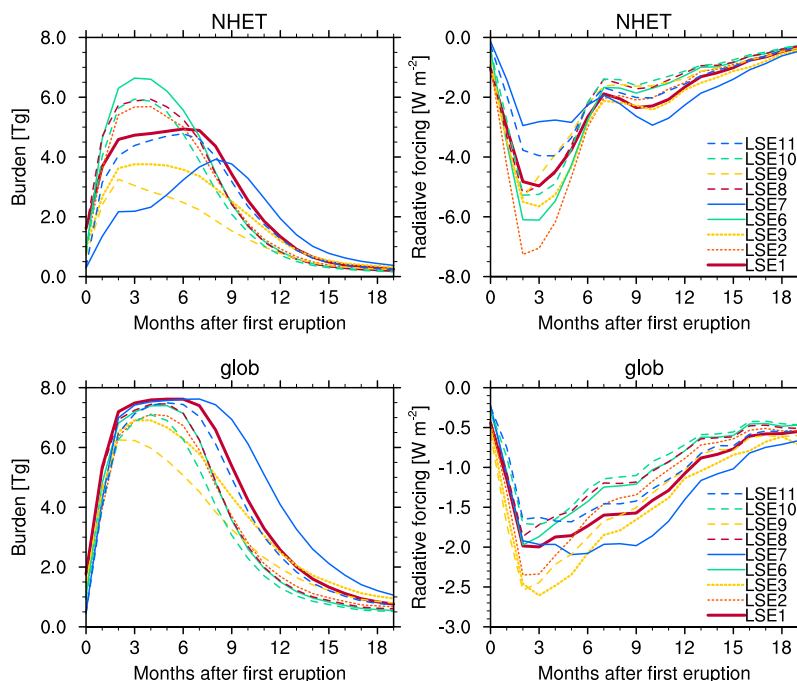 NHET
8.0
6.0
4.0
2.0
0.0
Burden [Tg]
0 3 6 9 12 15 18
Months after first eruption
NHET
0.0
-2.0
-4.0
-6.0
-8.0
Radiative forcing [W m⁻²]
LSE11
LSE10
LSE9
LSE8
LSE7
LSE6
LSE3
LSE2
LSE1
0 3 6 9 12 15 18
Months after first eruption
glob
8.0
6.0
4.0
2.0
0.0
Burden [Tg]
0 3 6 9 12 15 18
Months after first eruption
glob
0.0
-0.5
-1.0
-1.5
-2.0
-2.5
-3.0
Radiative forcing [W m⁻²]
LSE11
LSE10
LSE9
LSE8
LSE7
LSE6
LSE3
LSE2
LSE1
0 3 6 9 12 15 18
Months after first eruption